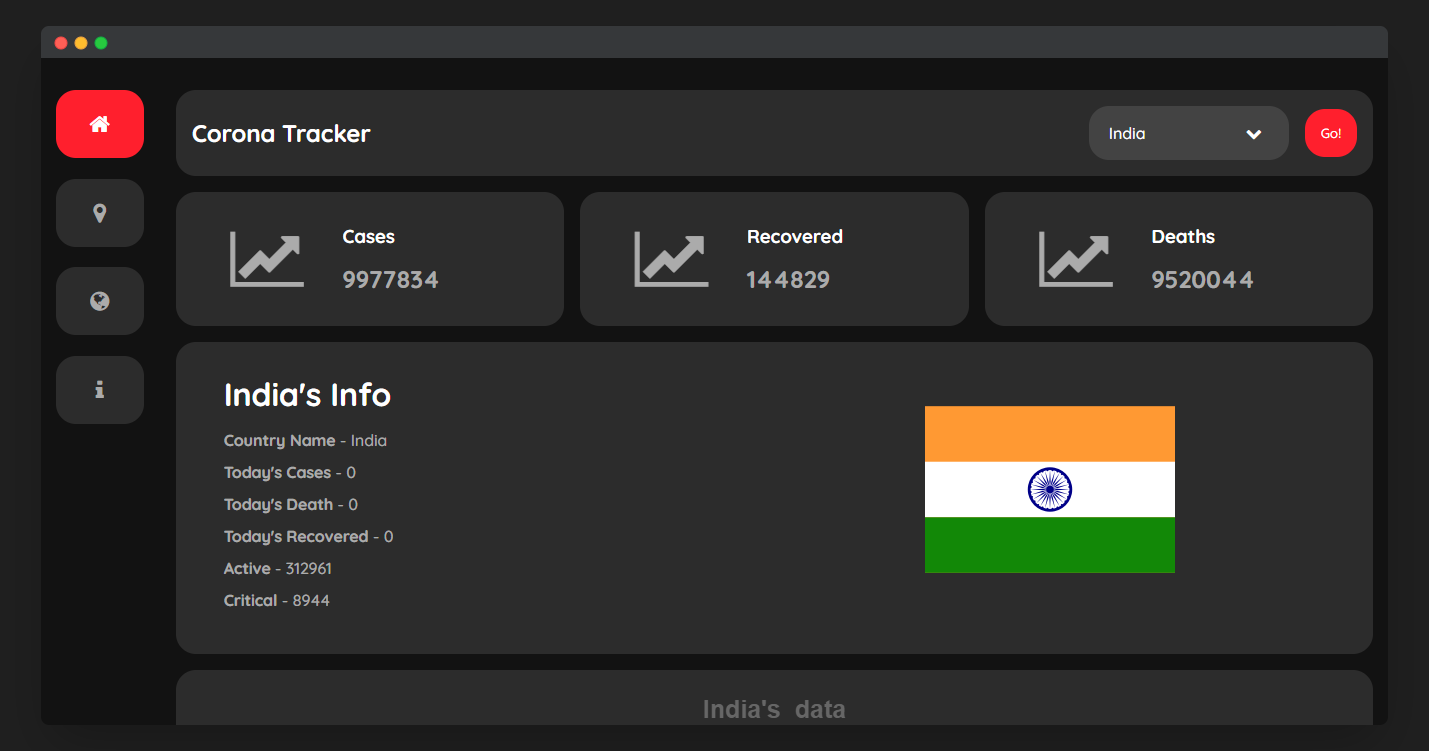 Corona Tracker
India
Go!
Cases
9977834
Recovered
144829
Deaths
9520044
India's Info
Country Name - India
Today's Cases - 0
Today's Death - 0
Today's Recovered - 0
Active - 312961
Critical - 8944
India's data